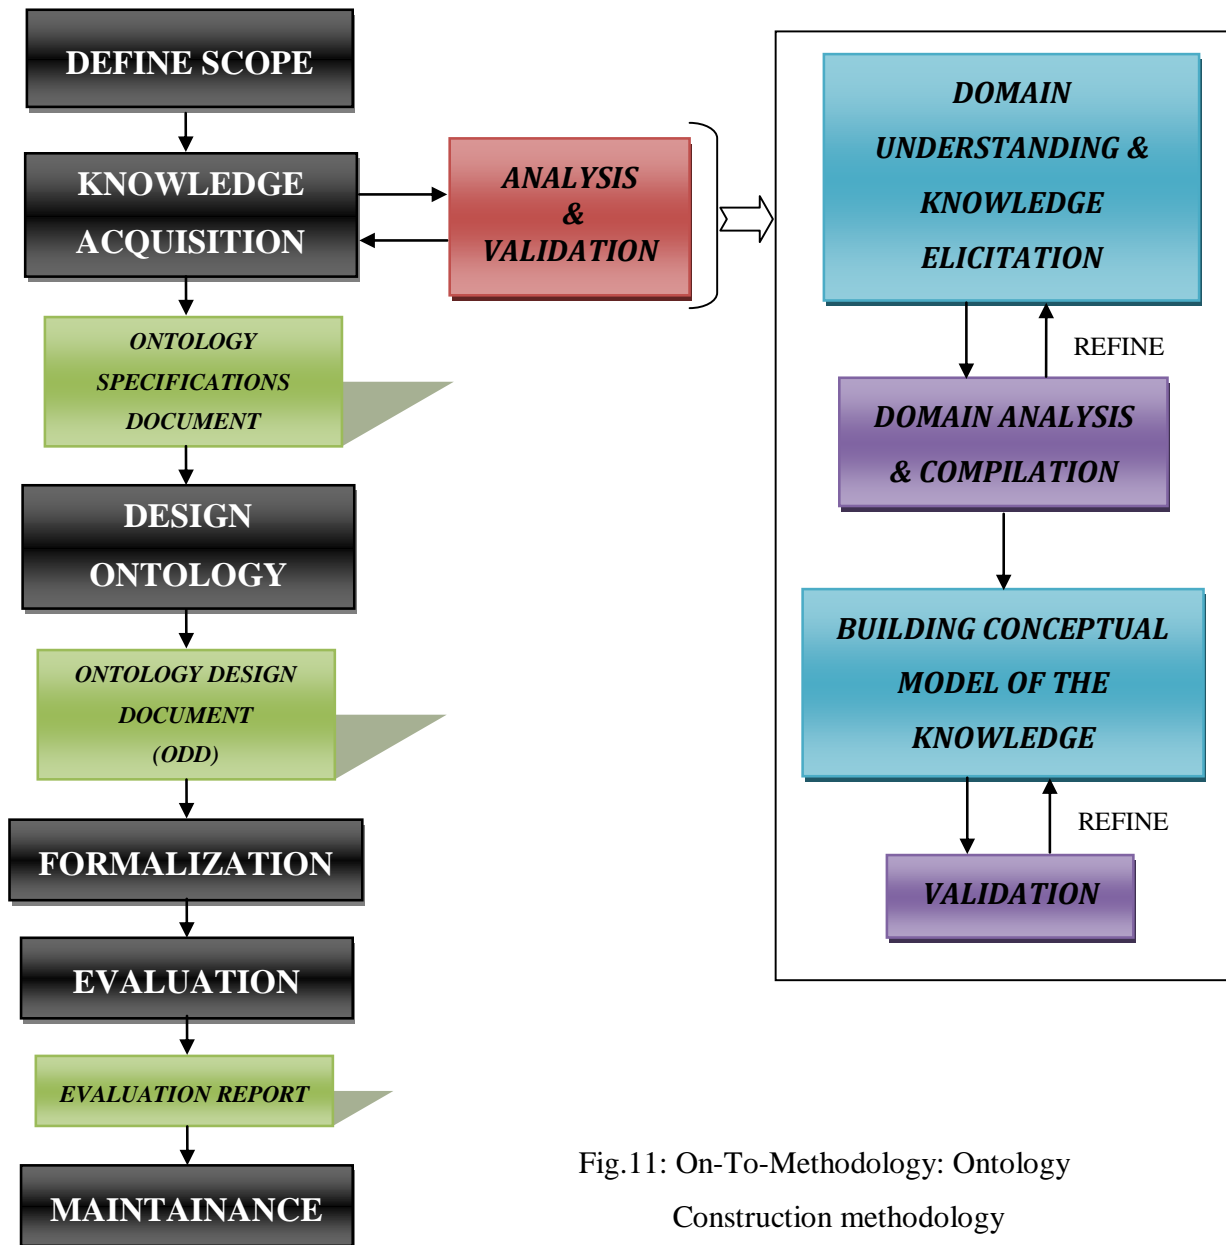 DEFINE SCOPE
KNOWLEDGE
ACQUISITION
ANALYSIS
&
VALIDATION
ONTOLOGY
SPECIFICATIONS
DOCUMENT
DESIGN
ONTOLOGY
ONTOLOGY DESIGN
DOCUMENT
(ODD)
FORMALIZATION
EVALUATION
EVALUATION REPORT
MAINTAINANCE
DOMAIN
UNDERSTANDING &
KNOWLEDGE
ELICITATION
REFINE
DOMAIN ANALYSIS
& COMPILATION
BUILDING CONCEPTUAL
MODEL OF THE
KNOWLEDGE
REFINE
VALIDATION
Fig.11: On-To-Methodology: Ontology
Construction methodology